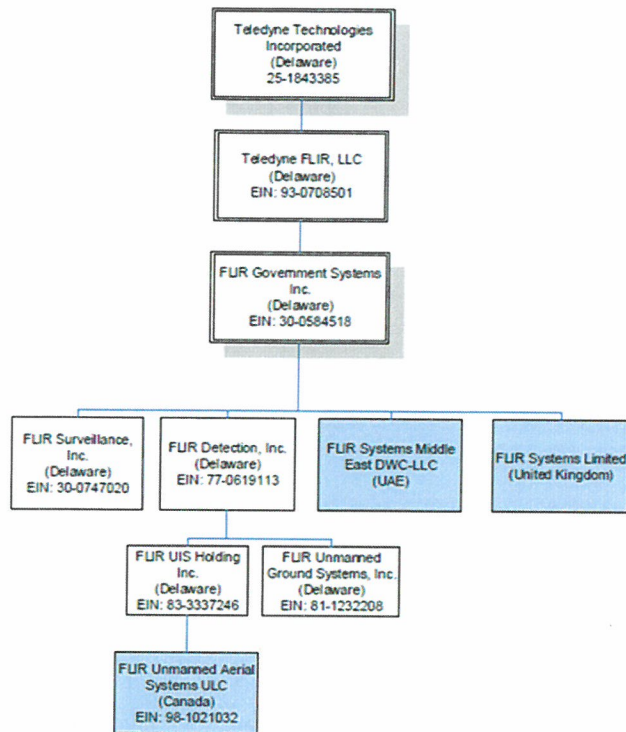 Teledyne Technologies
Incorporated
(Delaware)
25-1843385
Teledyne FLIR, LLC
(Delaware)
EIN: 93-0708501
FLIR Government Systems
Inc.
(Delaware)
EIN: 30-0584518
FLIR Surveillance,
Inc.
(Delaware)
EIN: 30-0747020
FLIR Detection, Inc.
(Delaware)
EIN: 77-0619113
FLIR Systems Middle
East DWC-LLC
(UAE)
FLIR Systems Limited
(United Kingdom)
FLIR UIS Holding
Inc.
(Delaware)
EIN: 83-3337246
FLIR Unmanned
Ground Systems, Inc.
(Delaware)
EIN: 81-1232208
FLIR Unmanned Aerial
Systems ULC
(Canada)
EIN: 98-1021032